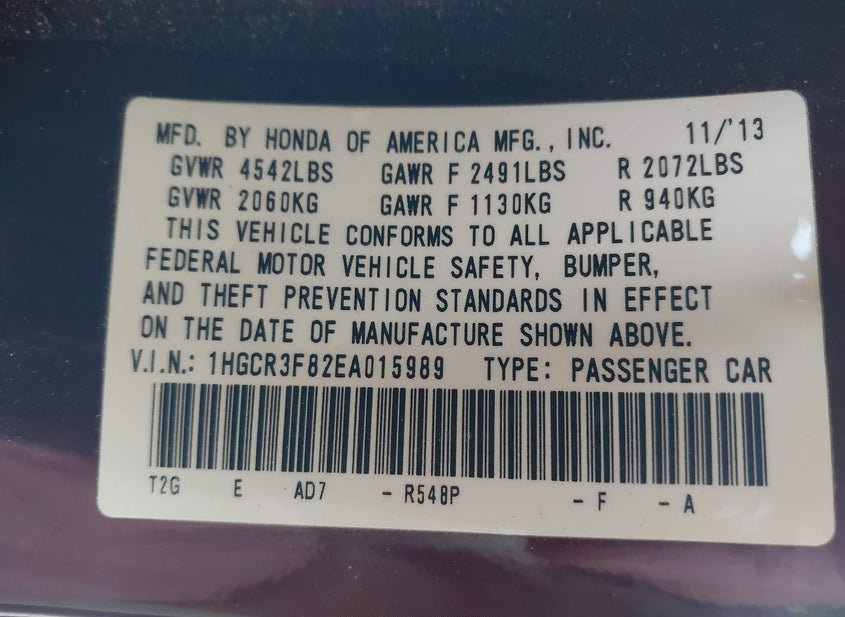 MFD. BY HONDA OF AMERICA MFG., INC. 11/'13
GVWR 4542LBS GAWR F 2491LBS R 2072LBS
GVWR 2060KG GAWR F 1130KG R 940KG
THIS VEHICLE CONFORMS TO ALL APPLICABLE
FEDERAL MOTOR VEHICLE SAFETY, BUMPER,
AND THEFT PREVENTION STANDARDS IN EFFECT
ON THE DATE OF MANUFACTURE SHOWN ABOVE.
V.I.N.: 1HGCR3F82EA015989 TYPE: PASSENGER CAR
T2G E AD7 - R548P - F - A